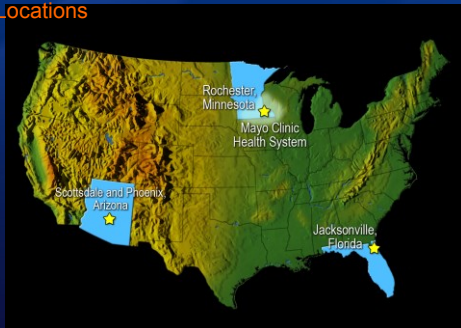 Locations
Rochester,
Minnesota
Mayo Clinic
Health System
Scottsdale and Phoenix,
Arizona
Jacksonville,
Florida